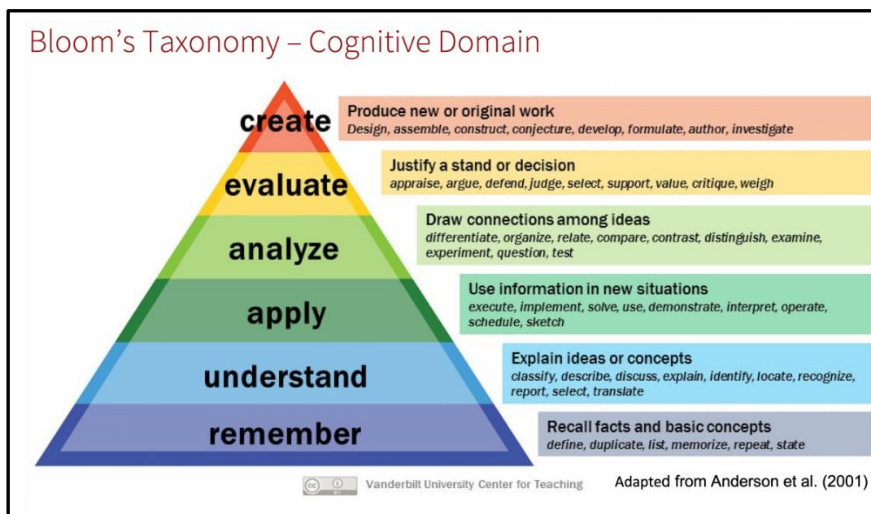 Bloom's Taxonomy – Cognitive Domain
create
Produce new or original work
Design, assemble, construct, conjecture, develop, formulate, author, investigate
evaluate
Justify a stand or decision
appraise, argue, defend, judge, select, support, value, critique, weigh
analyze
Draw connections among ideas
differentiate, organize, relate, compare, contrast, distinguish, examine,
experiment, question, test
apply
Use information in new situations
execute, implement, solve, use, demonstrate, interpret, operate,
schedule, sketch
understand
Explain ideas or concepts
classify, describe, discuss, explain, identify, locate, recognize,
report, select, translate
remember
Recall facts and basic concepts
define, duplicate, list, memorize, repeat, state
cc
Vanderbilt University Center for Teaching
Adapted from Anderson et al. (2001)